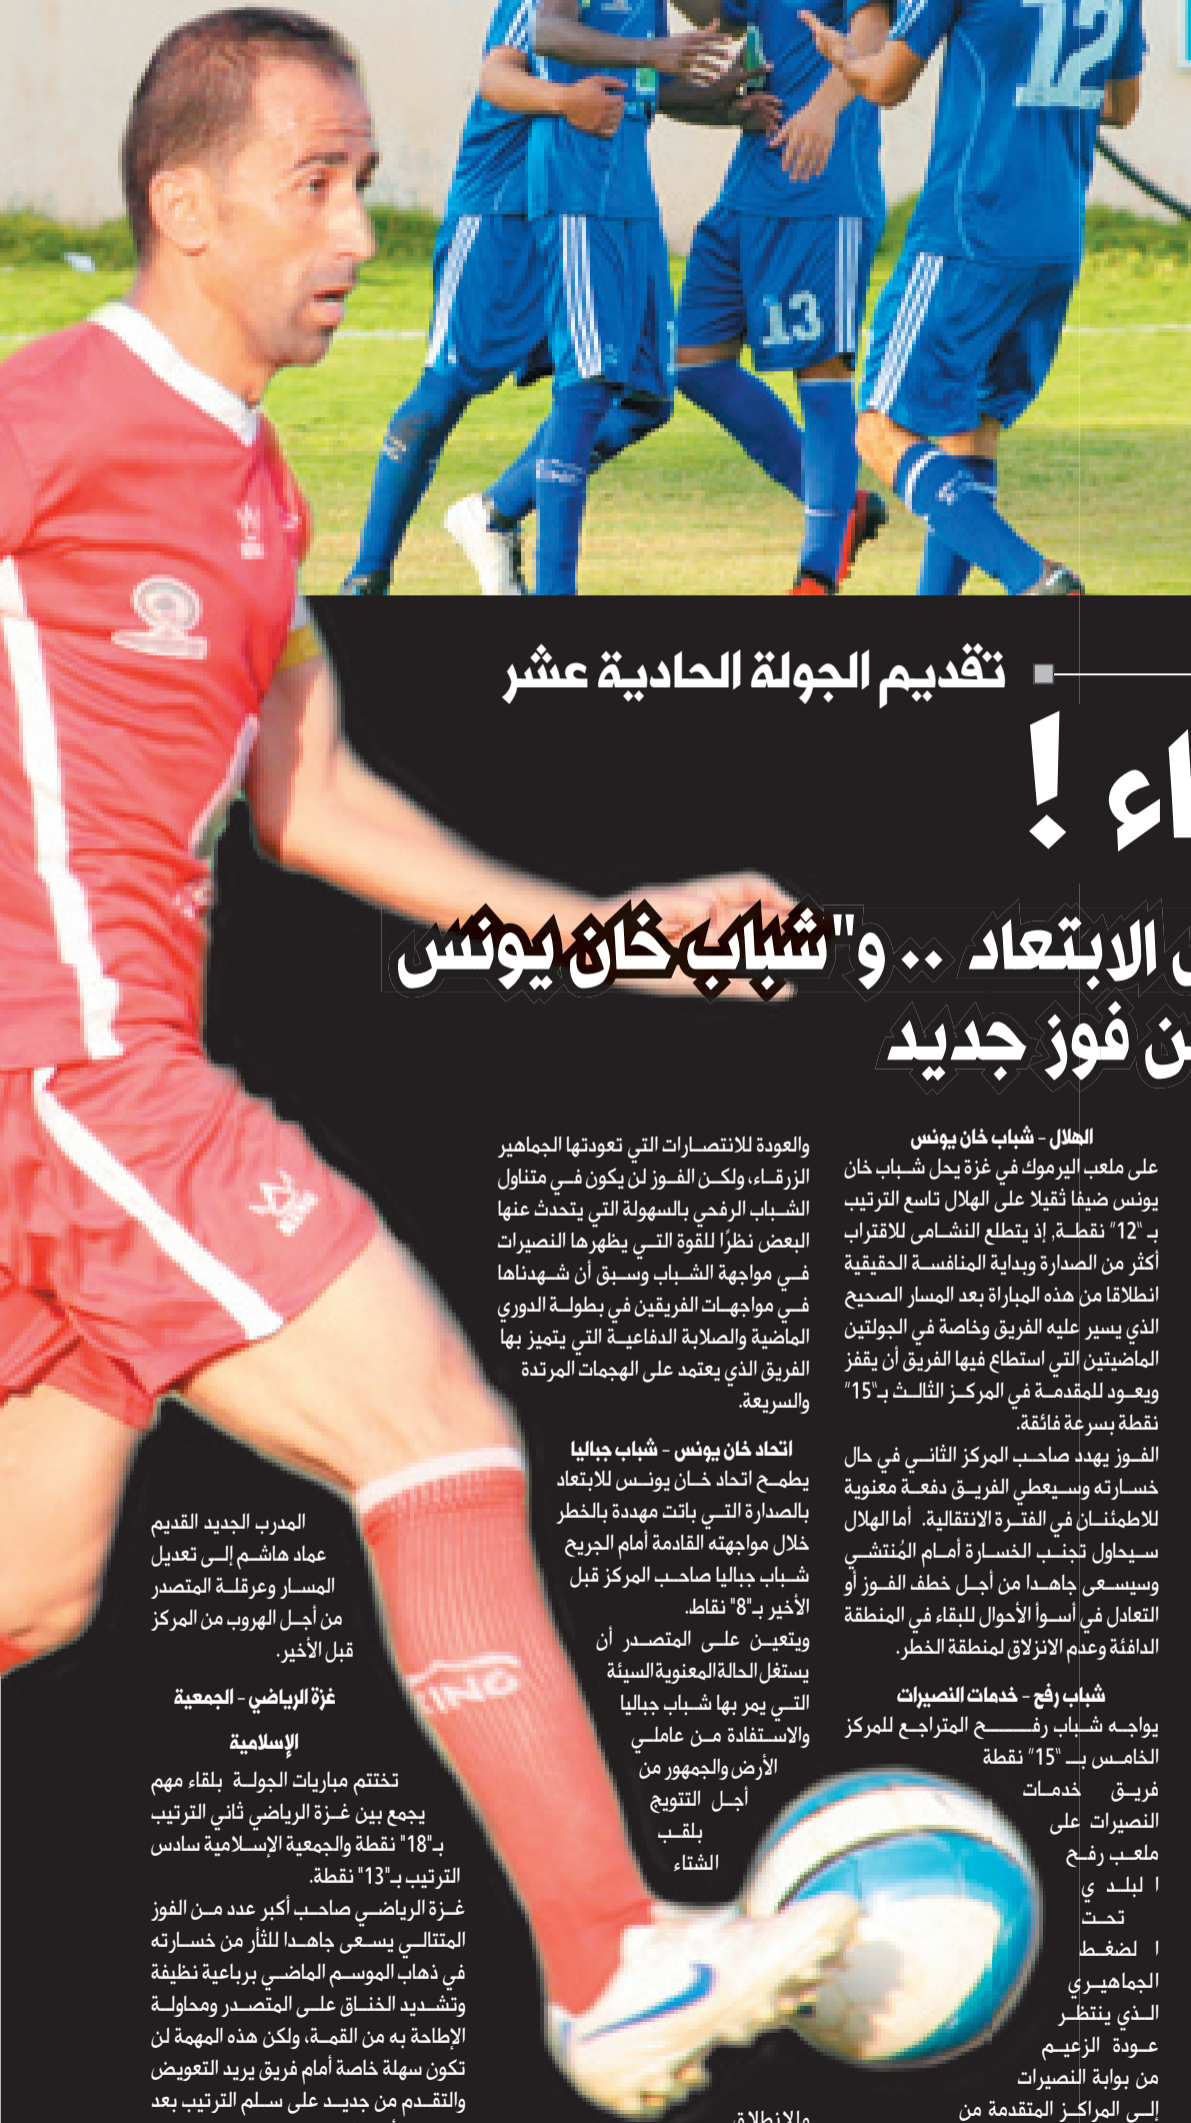 12
13
تقديم الجولة الحادية عشر
اء !
الابتعاد .. و"شباب خان يونس
فوز جديد
الهلال - شباب خان يونس
على ملعب اليرموك في غزة يحل شباب خان
يونس ضيفا ثقيلا على الهلال تاسع الترتيب
بـ "12" نقطة, إذ يتطلع النشامى للاقتراب
أكثر من الصدارة وبداية المنافسة الحقيقية
انطلاقا من هذه المباراة بعد المسار الصحيح
الذي يسير عليه الفريق وخاصة في الجولتين
الماضيتين التي استطاع فيها الفريق أن يقفز
ويعود للمقدمة في المركز الثالث بـ"15"
نقطة بسرعة فائقة.
الفوز يهدد صاحب المركز الثاني في حال
خسارته وسيعطي الفريق دفعة معنوية
للاطمئنان في الفترة الانتقالية. أما الهلال
سيحاول تجنب الخسارة أمام المُنتشي
وسيسعى جاهدا من أجل خطف الفوز أو
التعادل في أسوأ الأحوال للبقاء في المنطقة
الدافئة وعدم الانزلاق لمنطقة الخطر.
شباب رفح - خدمات النصيرات
يواجه شباب رفح المتراجع للمركز
الخامس بـ "15" نقطة
فريق خدمات
النصيرات على
ملعب رفح
البلدي
تحت
الضغط
الجماهيري
الذي ينتظر
عودة الزعيم
من بوابة النصيرات
إلى المراكز المتقدمة من
والعودة للانتصارات التي تعودتها الجماهير
الزرقاء، ولكن الفوز لن يكون في متناول
الشباب الرفحي بالسهولة التي يتحدث عنها
البعض نظرًا للقوة التي يظهرها النصيرات
في مواجهة الشباب وسبق أن شهدناها
في مواجهات الفريقين في بطولة الدوري
الماضية والصلابة الدفاعية التي يتميز بها
الفريق الذي يعتمد على الهجمات المرتدة
والسريعة.
اتحاد خان يونس - شباب جباليا
يطمح اتحاد خان يونس للابتعاد
بالصدارة التي باتت مهددة بالخطر
خلال مواجهته القادمة أمام الجريح
شباب جباليا صاحب المركز قبل
الأخير بـ"8" نقاط.
ويتعين على المتصدر أن
يستغل الحالة المعنوية السيئة
التي يمر بها شباب جباليا
والاستفادة من عاملي
الأرض والجمهور من
أجل التتويج
بلقب
الشتاء
والانطلاق
المدرب الجديد القديم
عماد هاشم إلى تعديل
المسار وعرقلة المتصدر
من أجل الهروب من المركز
قبل الأخير.
غزة الرياضي - الجمعية
الإسلامية
تختتم مباريات الجولة بلقاء مهم
يجمع بين غزة الرياضي ثاني الترتيب
بـ"18" نقطة والجمعية الإسلامية سادس
الترتيب بـ"13" نقطة.
غزة الرياضي صاحب أكبر عدد من الفوز
المتتالي يسعى جاهدا للثأر من خسارته
في ذهاب الموسم الماضي برباعية نظيفة
وتشديد الخناق على المتصدر ومحاولة
الإطاحة به من القمة، ولكن هذه المهمة لن
تكون سهلة خاصة أمام فريق يريد التعويض
والتقدم من جديد على سلم الترتيب بعد